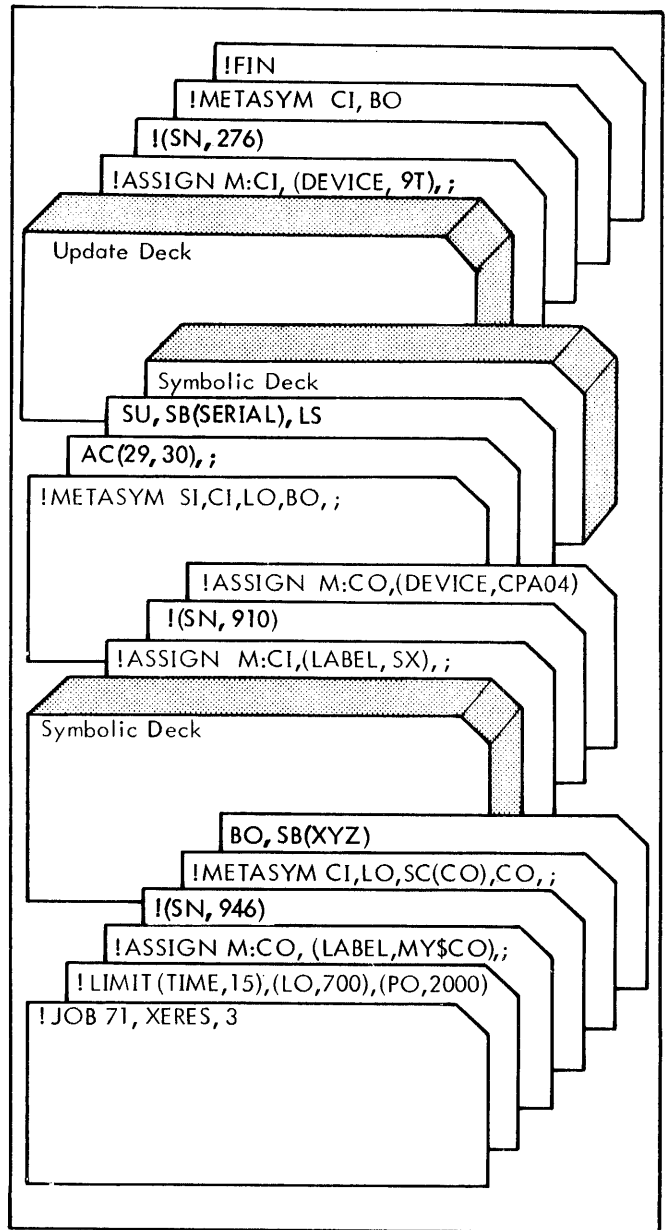 !FIN
!METASYM CI, BO
!(SN, 276)
!ASSIGN M:CI, (DEVICE, 9T), ;
Update Deck
Symbolic Deck
SU, SB(SERIAL), LS
AC(29, 30), ;
!METASYM SI,CI,LO,BO, ;
!ASSIGN M:CO,(DEVICE,CPA04)
!(SN, 910)
!ASSIGN M:CI,(LABEL, SX), ;
Symbolic Deck
BO, SB(XYZ)
!METASYM CI,LO,SC(CO),CO, ;
!(SN, 946)
!ASSIGN M:CO, (LABEL,MY$CO),;
!LIMIT (TIME,15),(LO,700),(PO,2000)
!JOB 71, XERES, 3